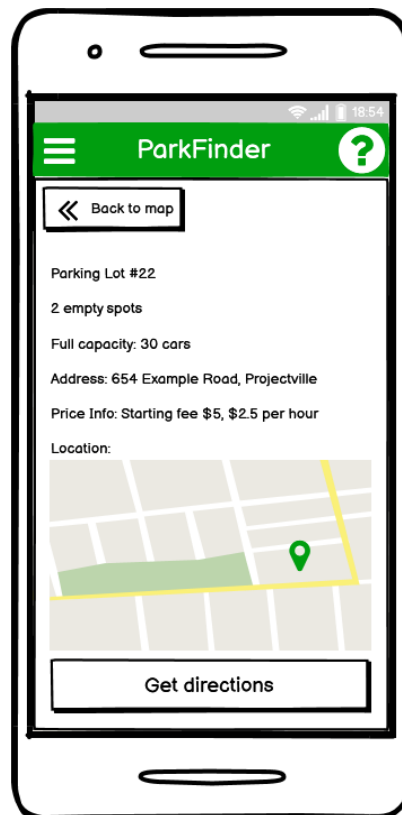 18:54
ParkFinder
?
Back to map
Parking Lot #22
2 empty spots
Full capacity: 30 cars
Address: 654 Example Road, Projectville
Price Info: Starting fee $5, $2.5 per hour
Location:
Get directions